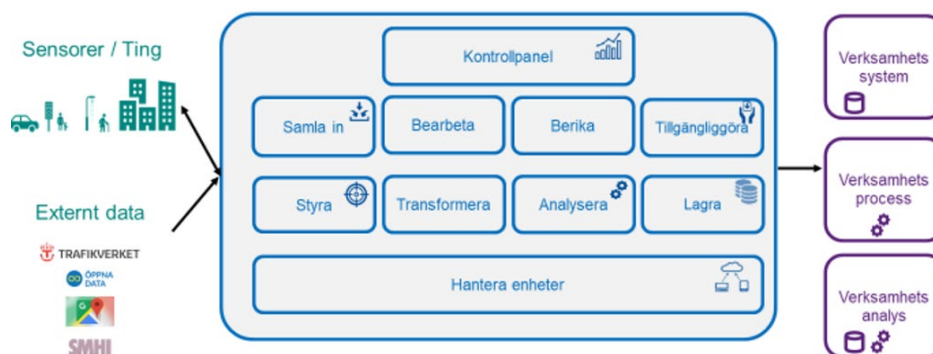 Sensorer / Ting
Externt data
TRAFIKVERKET
ÖPPNA
DATA
SMHI
Kontrollpanel
Samla in
Bearbeta
Berika
Tillgängliggöra
Styra
Transformera
Analysera
Lagra
Hantera enheter
Verksamhets
system
Verksamhets
process
Verksamhets
analys